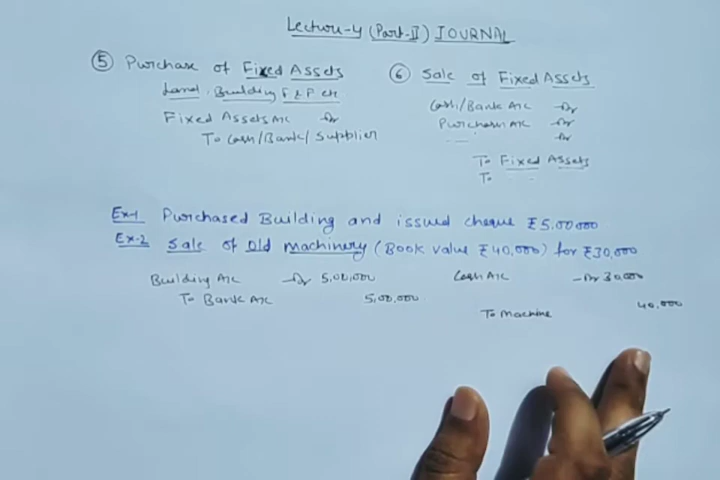 Lecture-4 (Part-II) JOURNAL
⑤ Purchase of Fixed Assets
Land, Building F&F etc
Fixed Assets A/c Dr
To Cash/Bank/Supplier
⑥ Sale of Fixed Assets
Cash/Bank A/c Dr
A/c Dr
Dr
To Fixed Assets
To
Ex-1 Purchased Building and issued cheque ₹5,00,000
Ex-2 Sale of Old Machinery (Book value ₹40,000) for ₹30,000
Building A/c Dr 5,00,000
To Bank A/c 5,00,000
Cash A/c Dr 30,000
To Machine 40,000